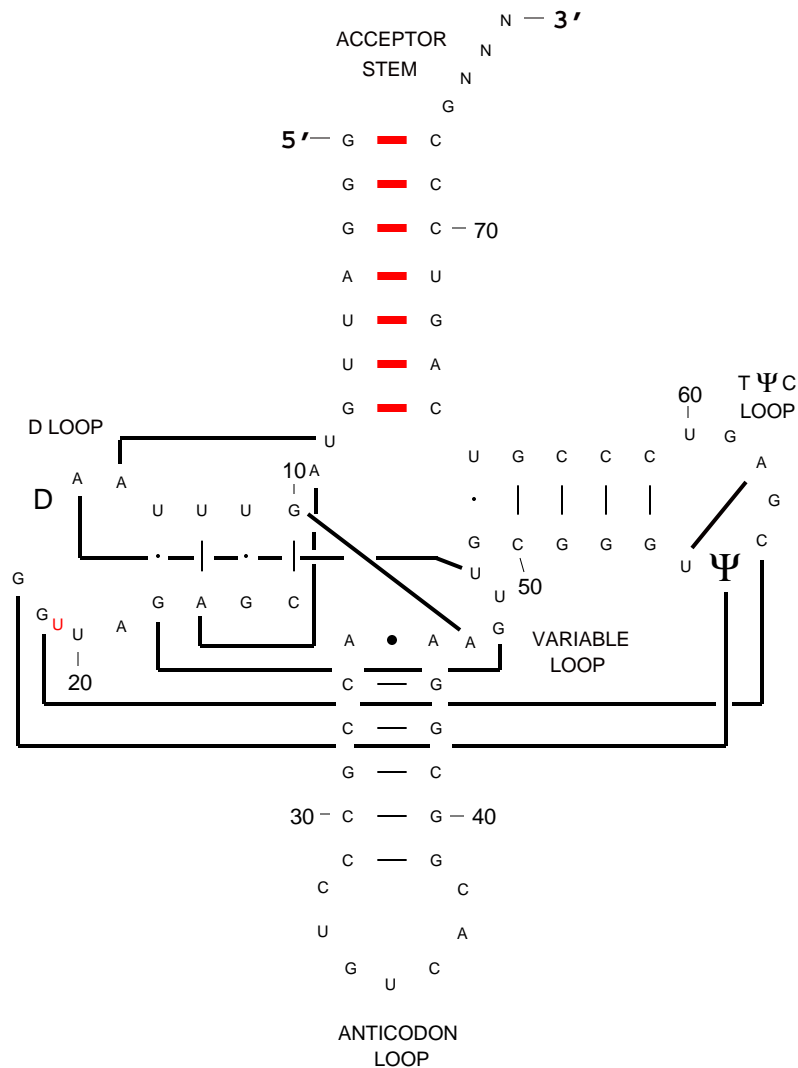 N 3′
ACCEPTOR
STEM
N
N
G
5′ G C
G C
G C 70
A U
U G
U A
G C
T Ψ C
LOOP
60
D LOOP
U G
U
A
A A
10 A
U G C C C
G
D
U U U G
G C G G G U Ψ C
G
U
50
U
G A G C
G U U A
A A A G
VARIABLE
LOOP
20
C G
C G
G C
30 C G 40
C G
C C
U A
G C
U
ANTICODON
LOOP